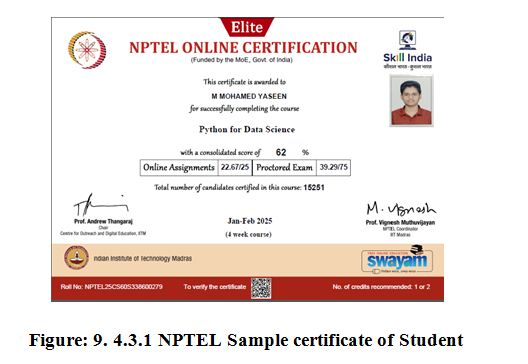 Elite
NPTEL ONLINE CERTIFICATION
(Funded by the MoE, Govt. of India)
Skill India
कौशल भारत - कुशल भारत
This certificate is awarded to
M MOHAMED YASEEN
for successfully completing the course
Python for Data Science
with a consolidated score of 62 %
Online Assignments 22.67/25 Proctored Exam 39.29/75
Total number of candidates certified in this course: 15251
Prof. Andrew Thangaraj
Chair
Centre for Outreach and Digital Education, IITM
Jan-Feb 2025
(4 week course)
M. Vignesh
Prof. Vignesh Muthuvijayan
NPTEL Coordinator
IIT Madras
Indian Institute of Technology Madras
FREE ONLINE EDUCATION
swayam
Roll No: NPTEL25CS60S338600279
To verify the certificate
No. of credits recommended: 1 or 2
Figure: 9. 4.3.1 NPTEL Sample certificate of Student